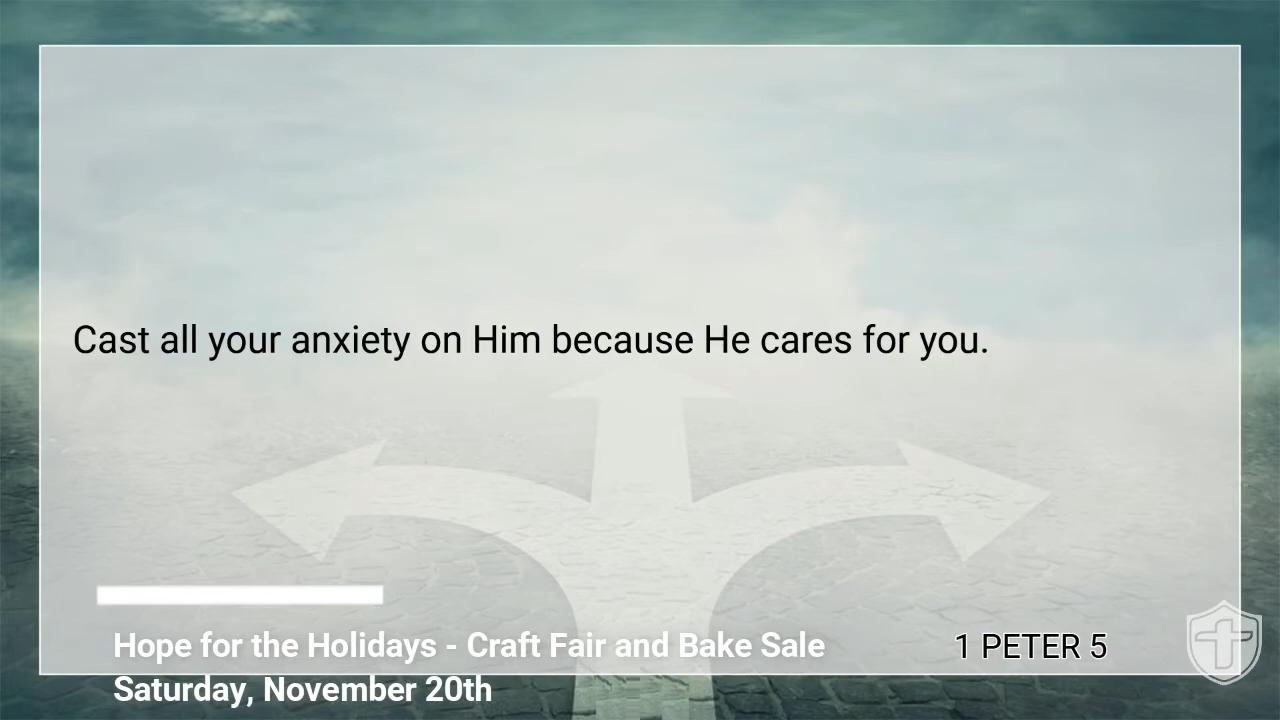 Cast all your anxiety on Him because He cares for you.
Hope for the Holidays - Craft Fair and Bake Sale
Saturday, November 20th
1 PETER 5